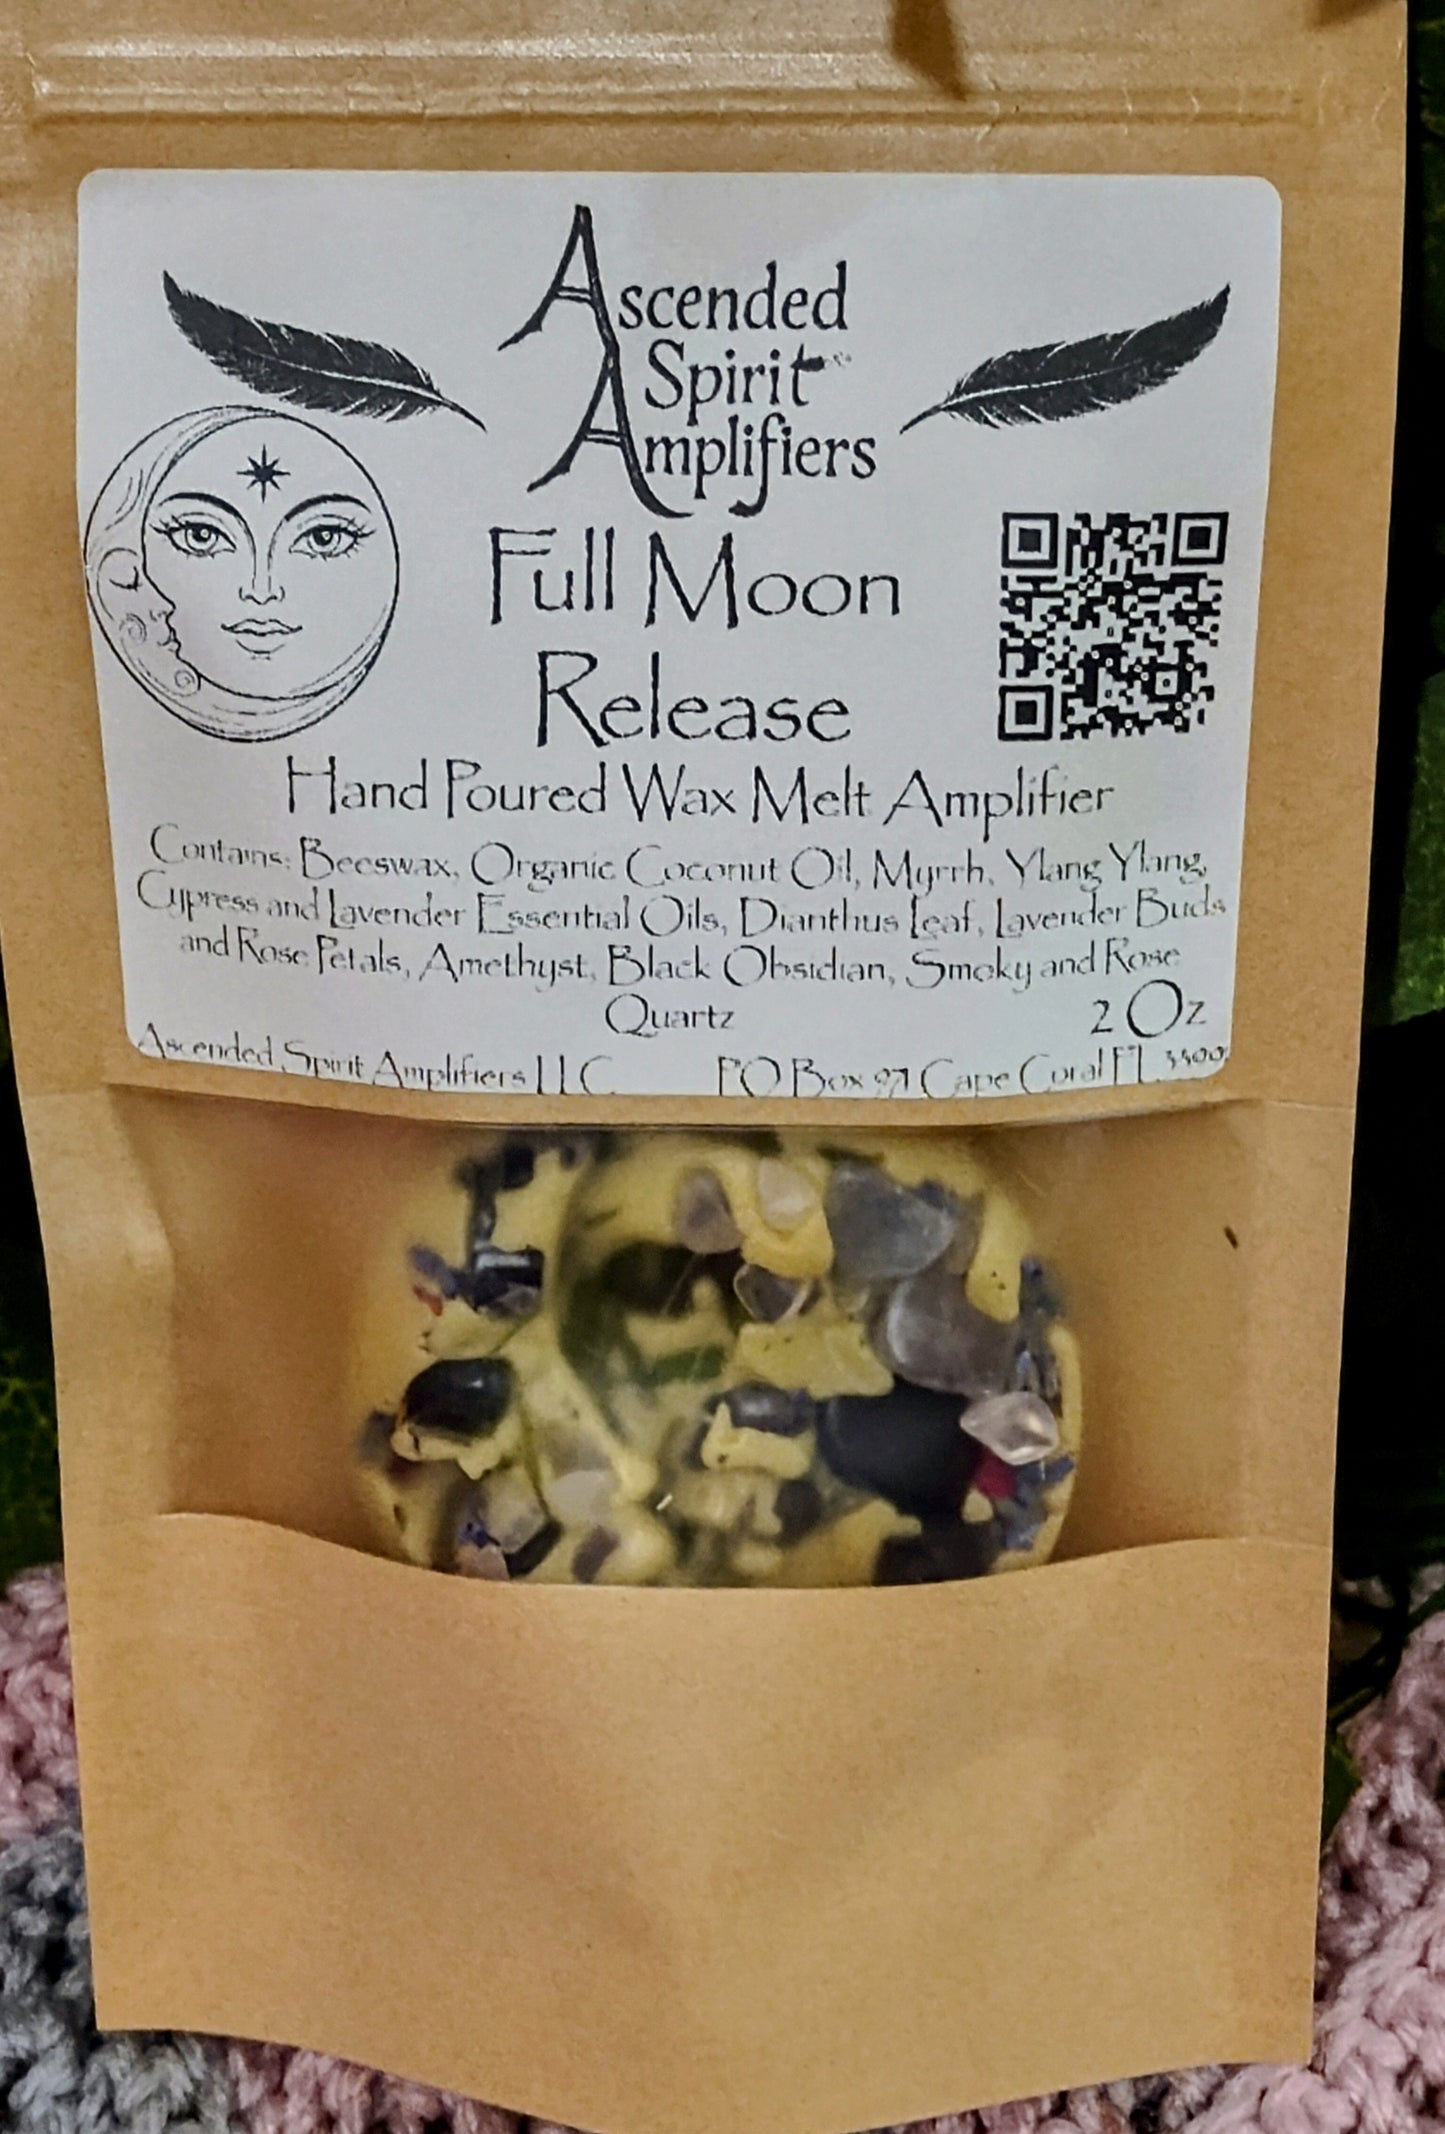 Ascended
Spirit
Amplifiers
Full Moon
Release
Hand Poured Wax Melt Amplifier
Contains: Beeswax, Organic Coconut Oil, Myrrh, Ylang Ylang,
Cypress and Lavender Essential Oils, Dianthus Leaf, Lavender Buds
and Rose Petals, Amethyst, Black Obsidian, Smoky and Rose
Quartz
2 Oz
Ascended Spirit Amplifiers LLC PO Box 971 Cape Coral FL